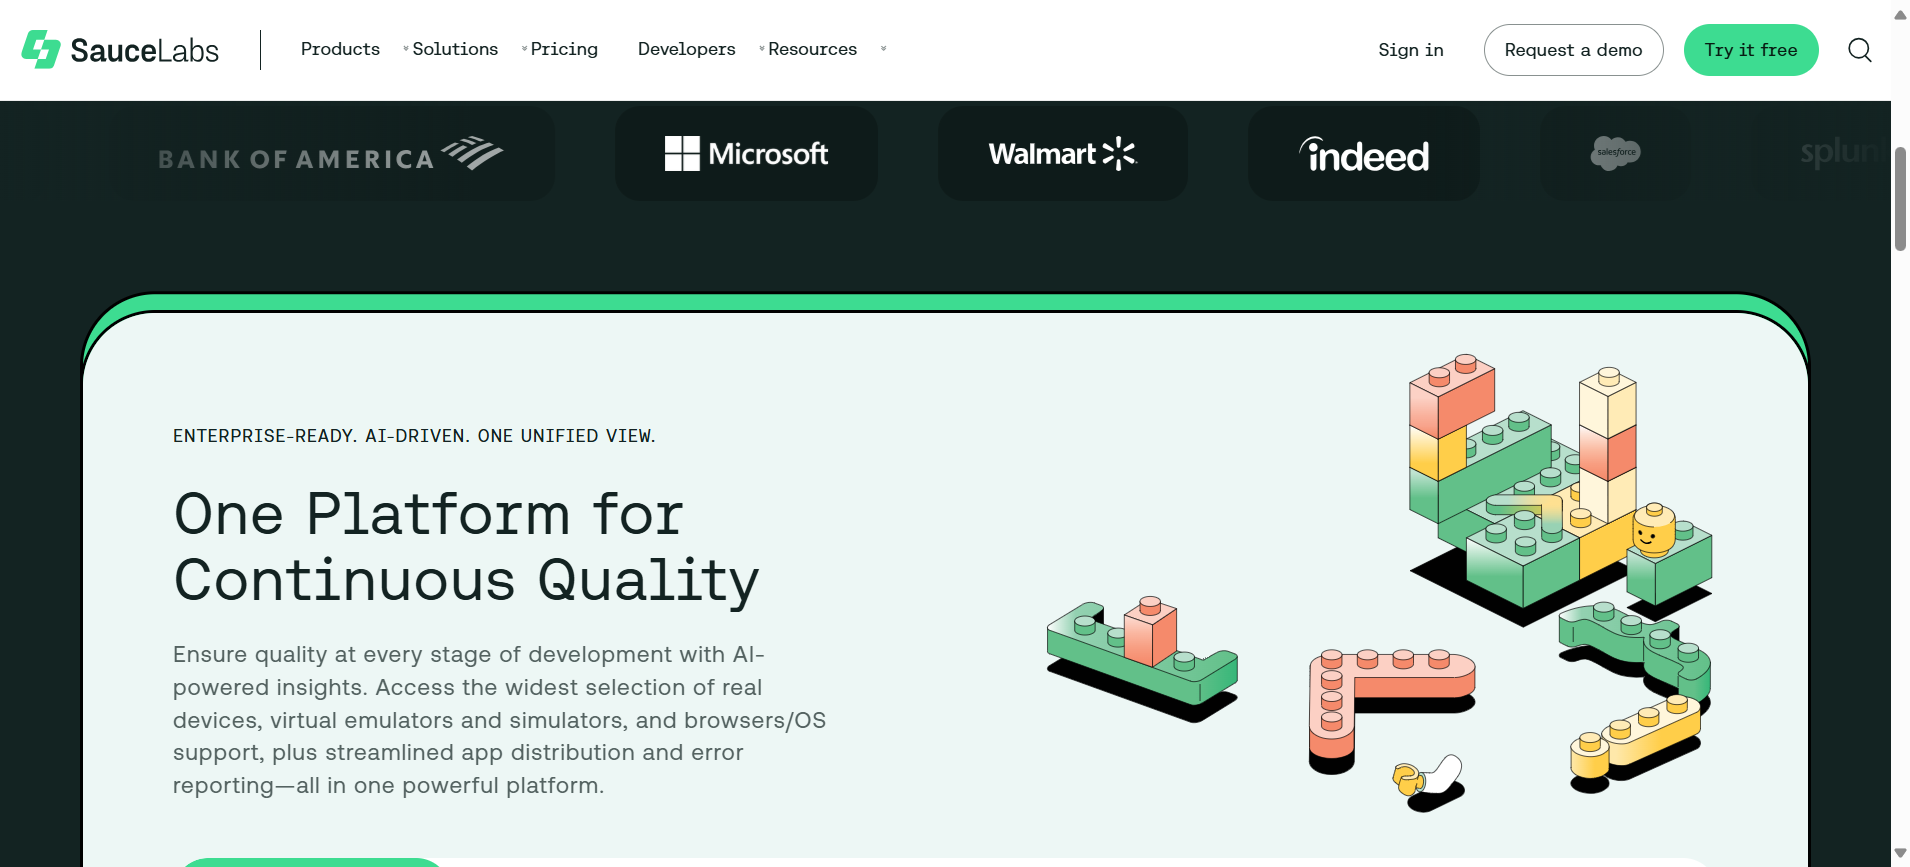 SauceLabs
Products Solutions Pricing Developers Resources
Sign in Request a demo Try it free
BANK OF AMERICA Microsoft Walmart indeed salesforce
One Platform for
ENTERPRISE-READY. AI-DRIVEN. ONE UNIFIED VIEW.
One Platform for
Continuous Quality
Ensure quality at every stage of development with AI-
powered insights. Access the widest selection of real
devices, virtual emulators and simulators, and browsers/OS
support, plus streamlined app distribution and error
reporting—all in one powerful platform.